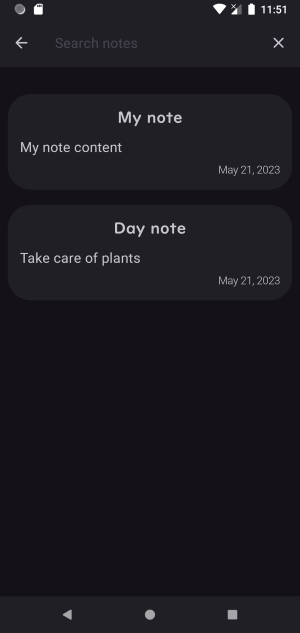 11:51
Search notes
My note
My note content
May 21, 2023
Day note
Take care of plants
May 21, 2023